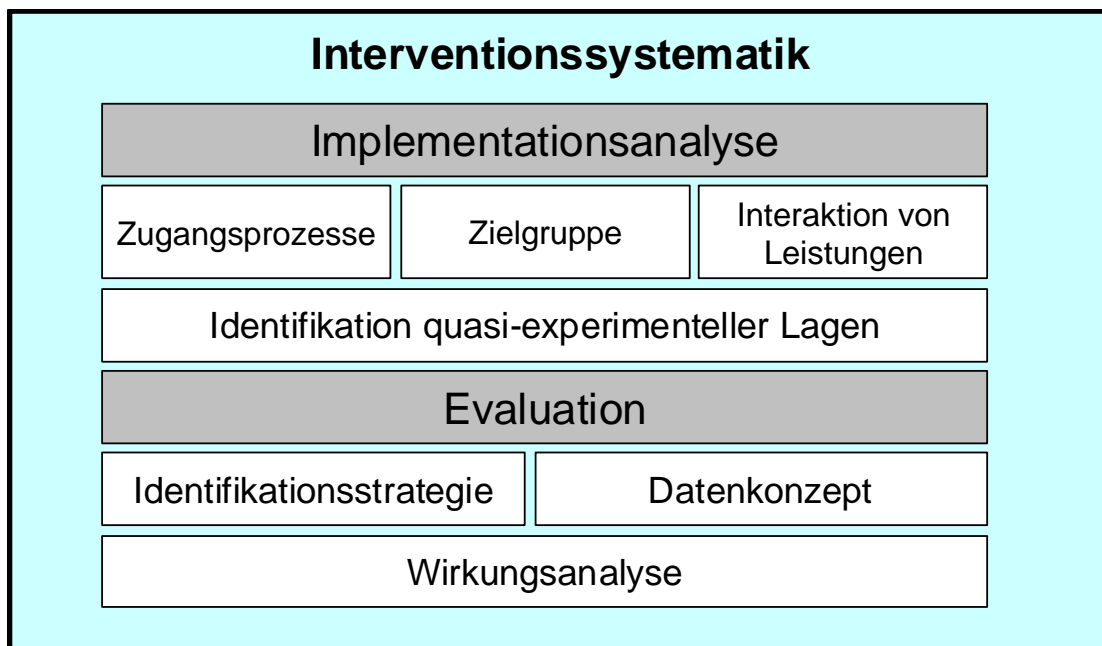 Interventionssystematik
Implementationsanalyse
Zugangsprozesse
Zielgruppe
Interaktion von
Leistungen
Identifikation quasi-experimenteller Lagen
Evaluation
Identifikationsstrategie
Datenkonzept
Wirkungsanalyse